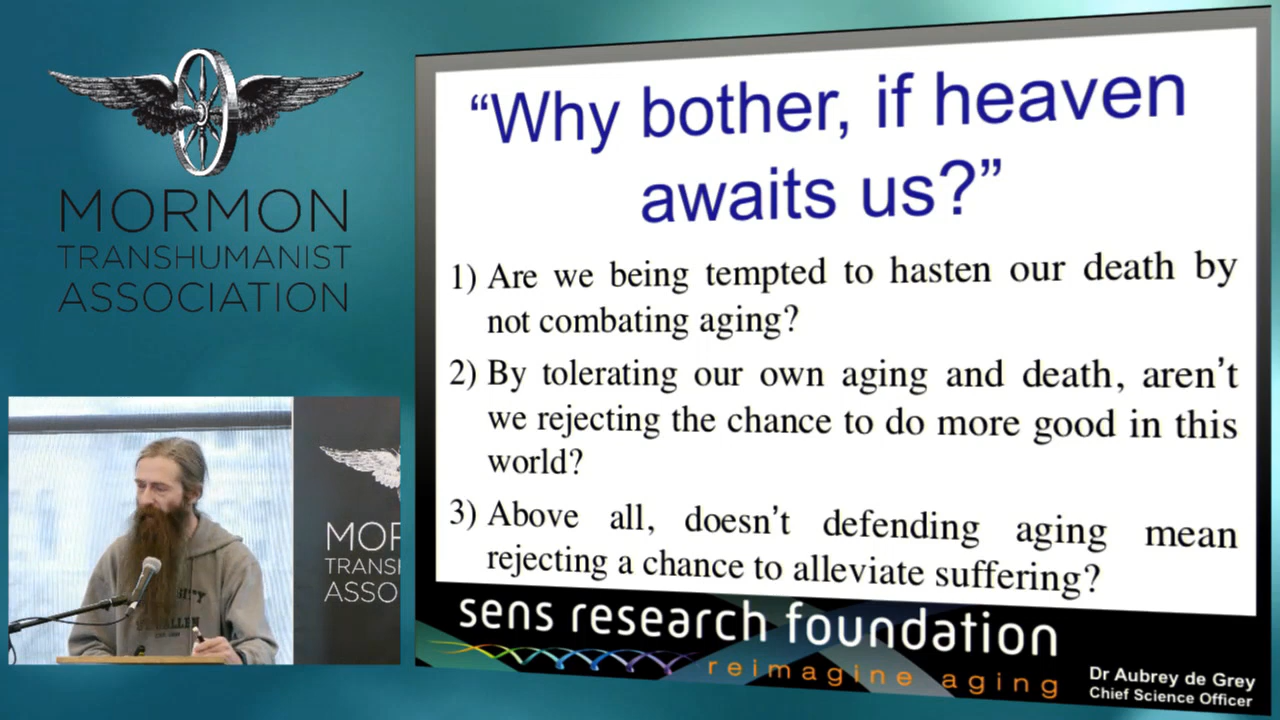 MORMON
TRANSHUMANIST
ASSOCIATION
“Why bother, if heaven
awaits us?”
1) Are we being tempted to hasten our death by
not combating aging?
2) By tolerating our own aging and death, aren’t
we rejecting the chance to do more good in this
world?
3) Above all, doesn’t defending aging mean
rejecting a chance to alleviate suffering?
sens research foundation
reimagine aging
Dr Aubrey de Grey
Chief Science Officer
MOR
TRANS
ASSO